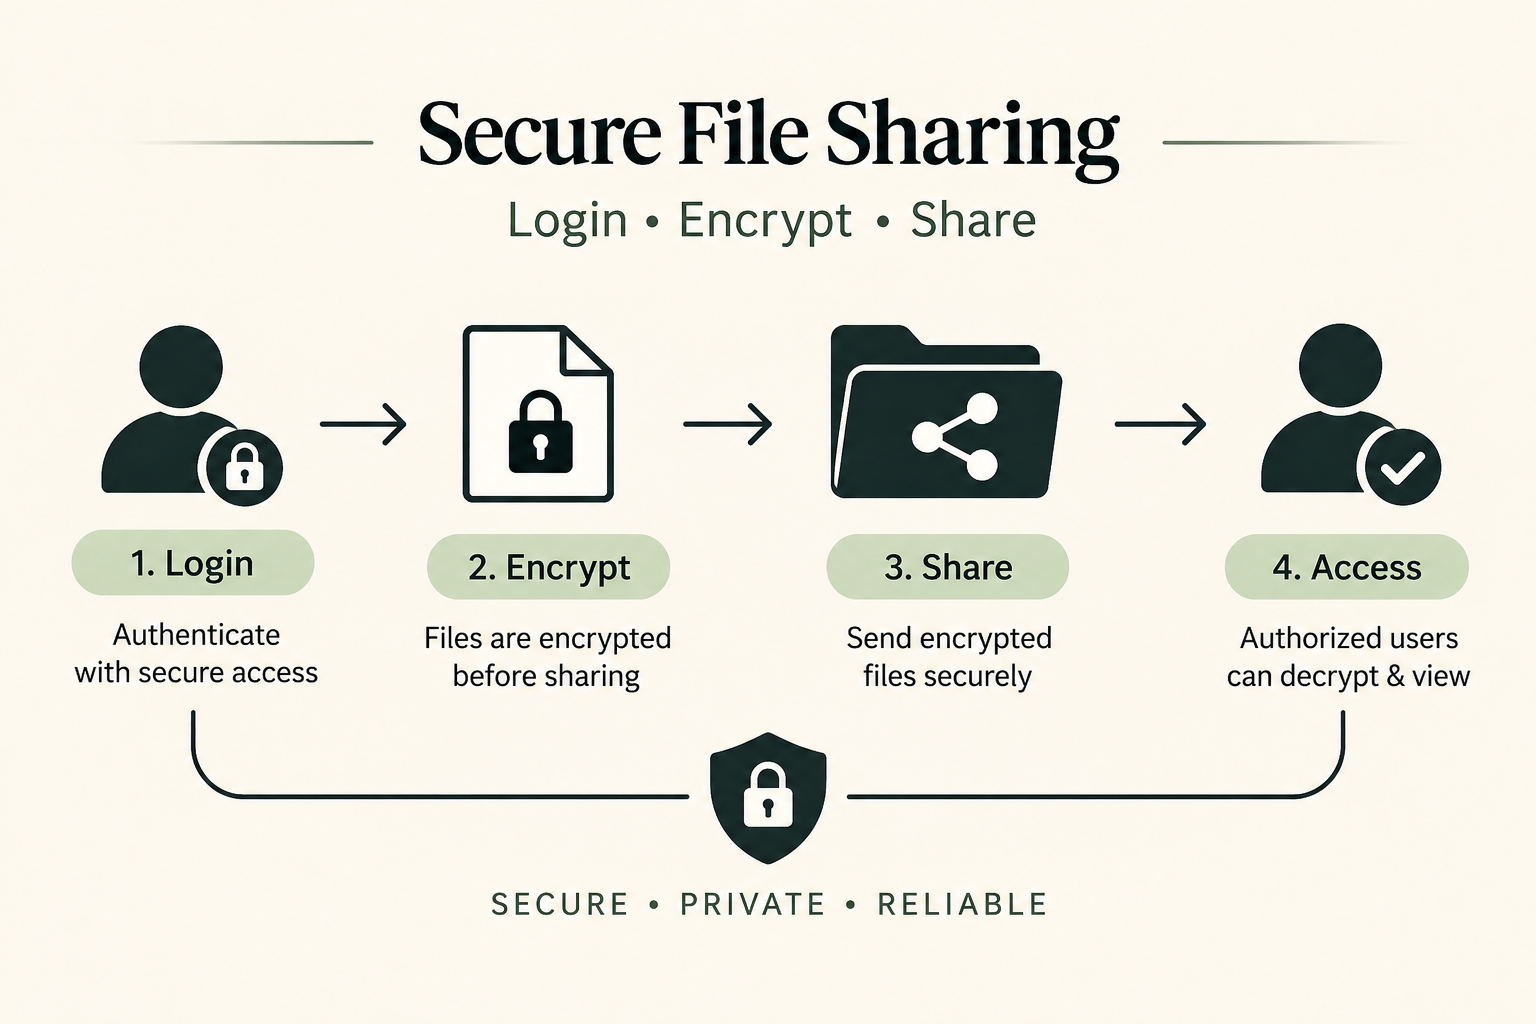 Secure File Sharing
Login • Encrypt • Share
1. Login
Authenticate
with secure access
2. Encrypt
Files are encrypted
before sharing
3. Share
Send encrypted
files securely
4. Access
Authorized users
can decrypt & view
SECURE • PRIVATE • RELIABLE